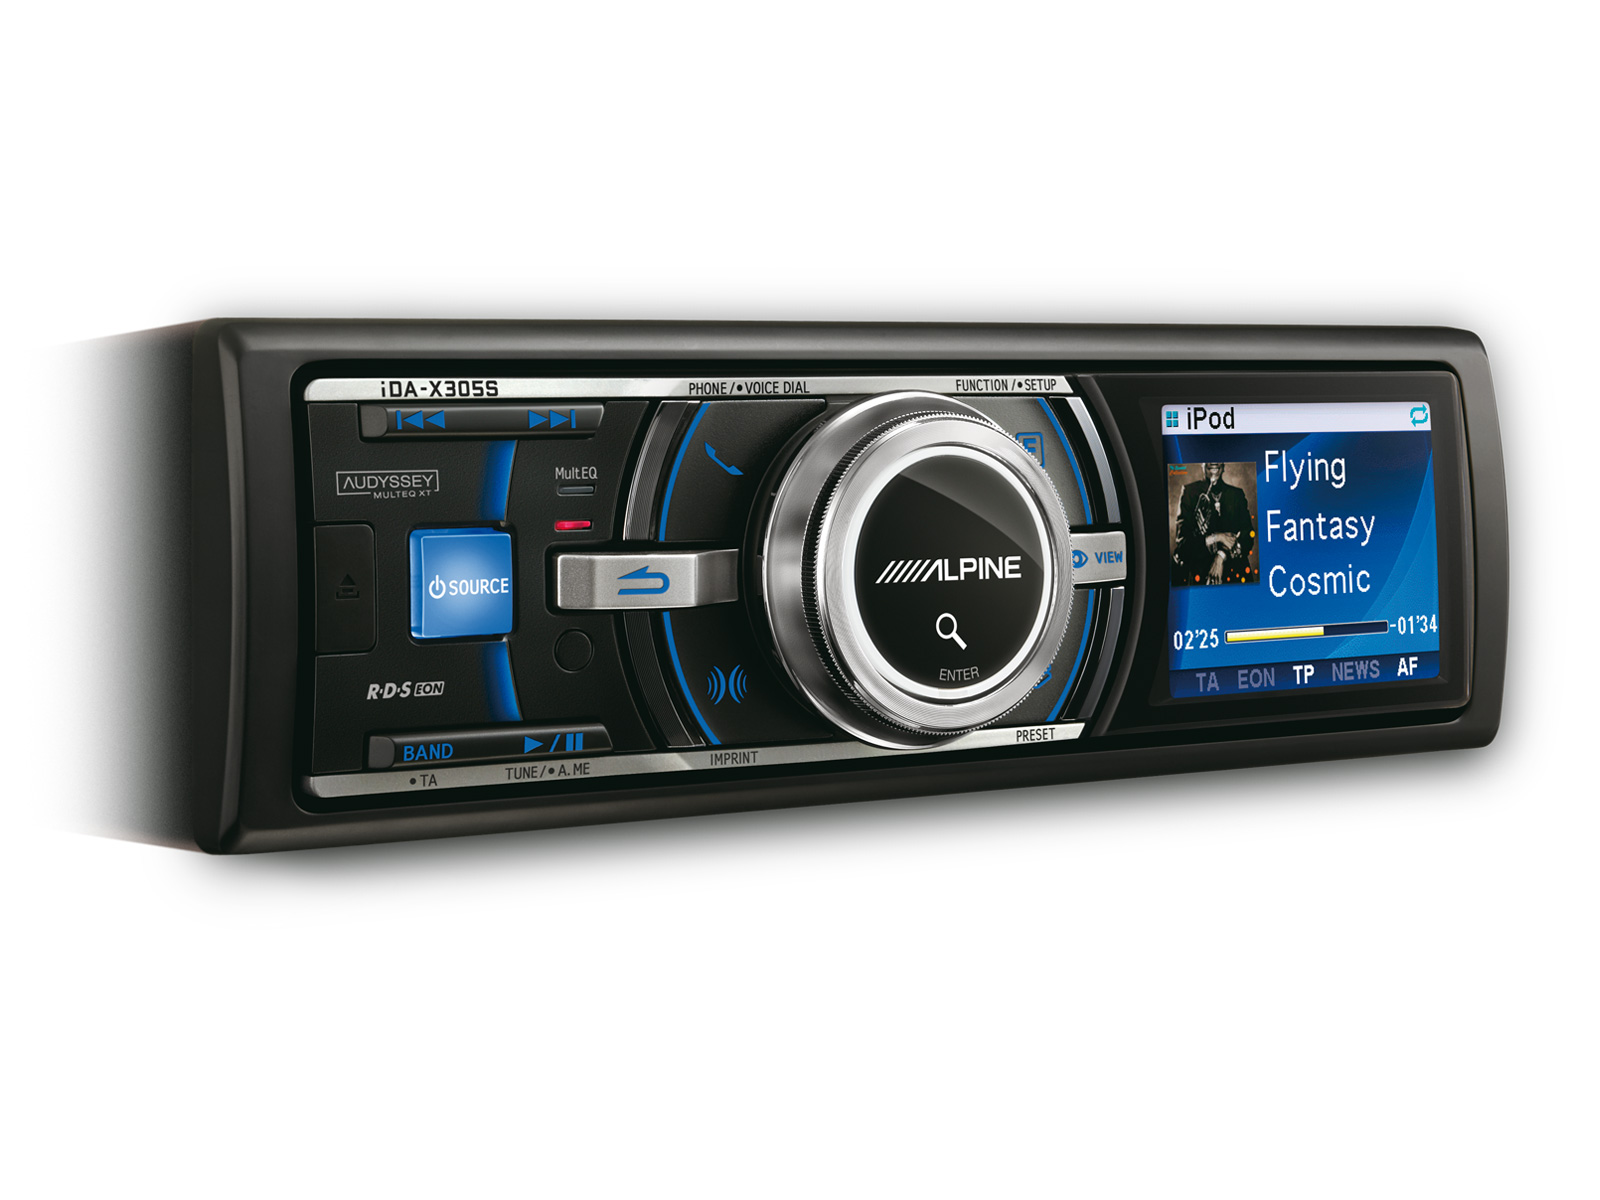 iDA-X305S
PHONE/•VOICE DIAL
FUNCTION/•SETUP
AUDYSSEY
MULTEQ XT
MultEQ
SOURCE
R·D·S EON
BAND
•TA
TUNE/•A.ME
IMPRINT
ALPINE
ENTER
VIEW
PRESET
iPod
Flying
Fantasy
Cosmic
02'25
-01'34
TA EON TP NEWS AF